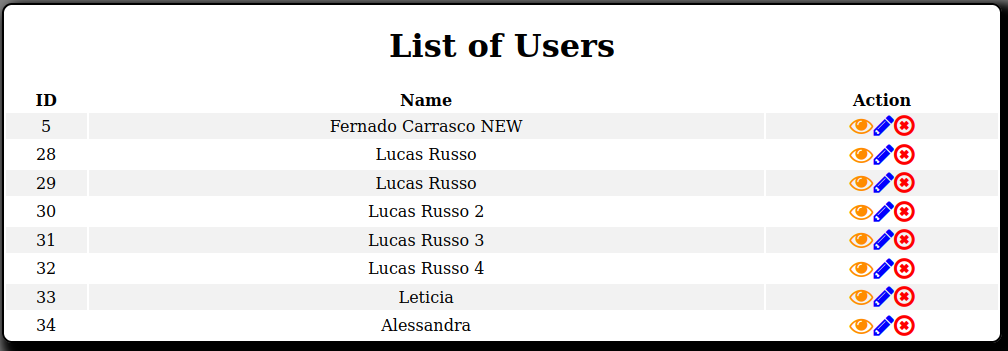 List of Users
ID Name Action
5 Fernado Carrasco NEW
28 Lucas Russo
29 Lucas Russo
30 Lucas Russo 2
31 Lucas Russo 3
32 Lucas Russo 4
33 Leticia
34 Alessandra